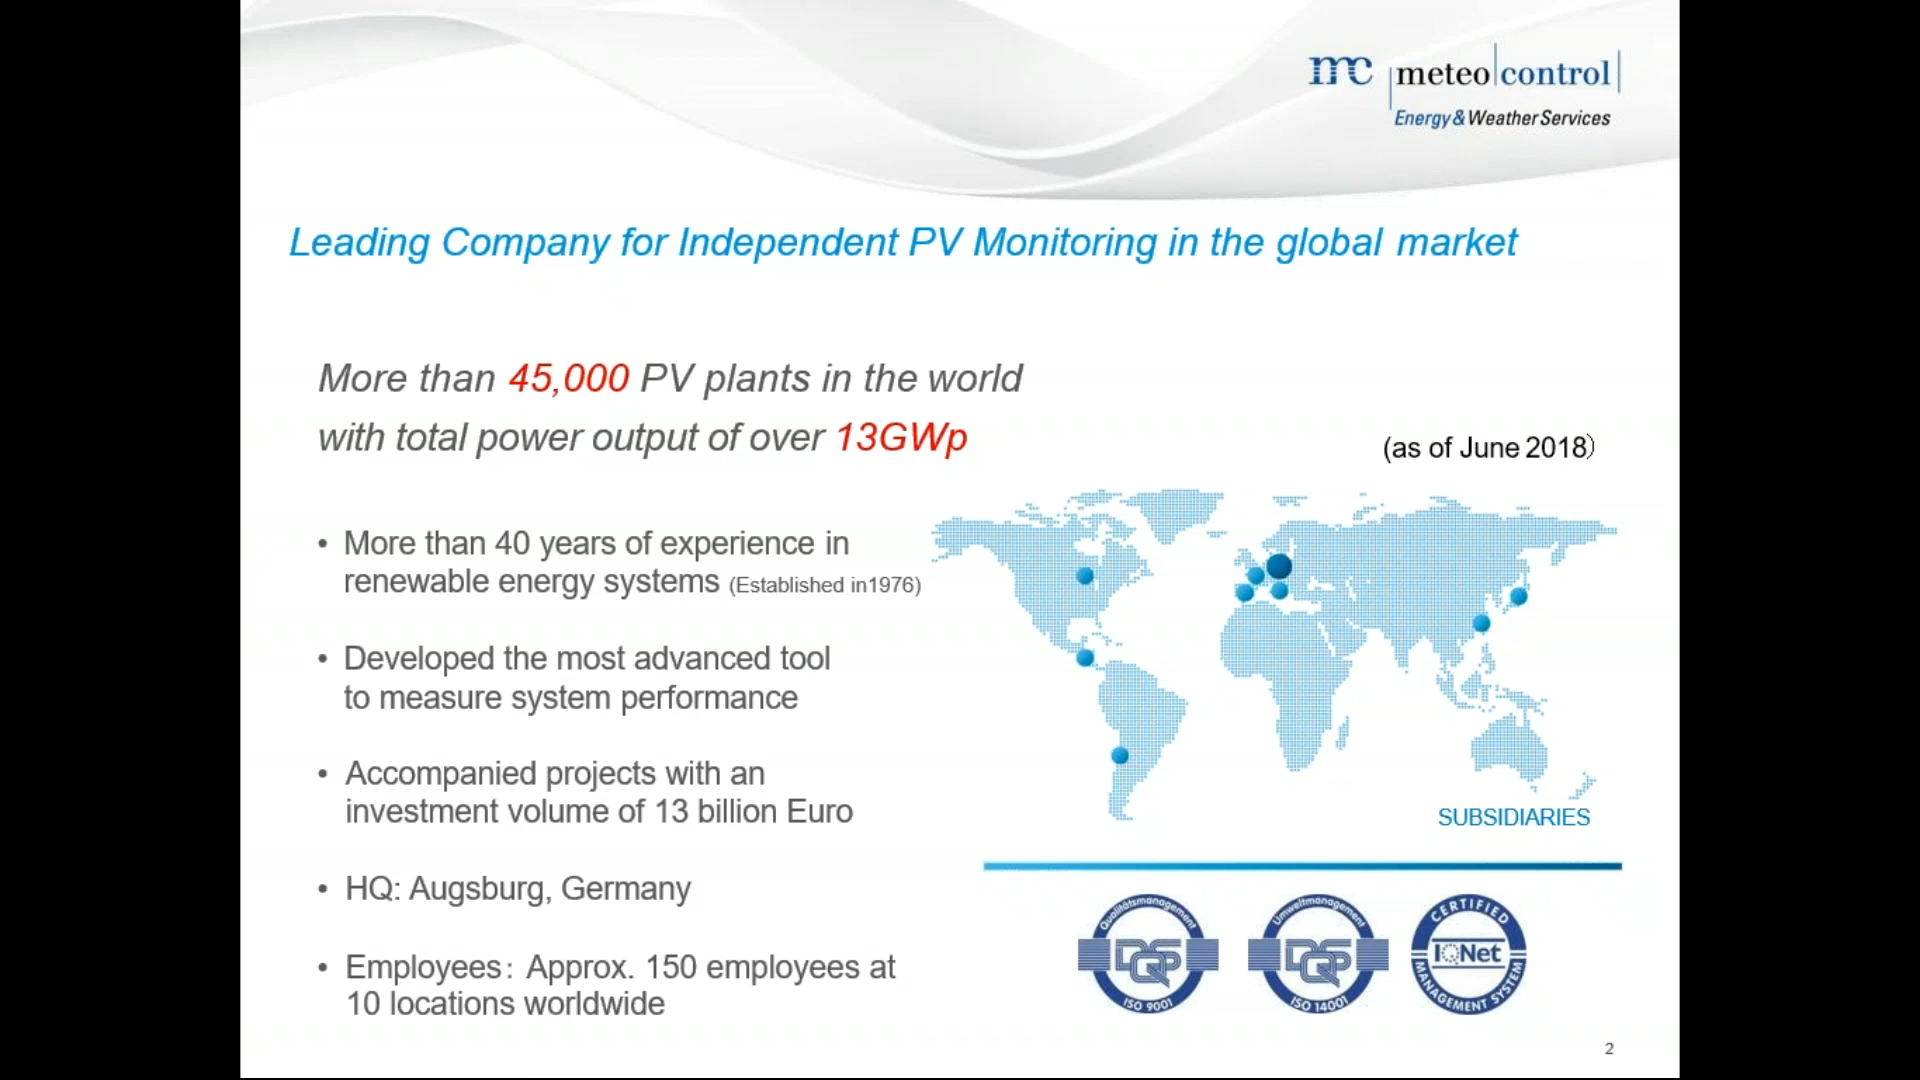 mc meteo control
Energy & Weather Services
Leading Company for Independent PV Monitoring in the global market
More than 45,000 PV plants in the world
with total power output of over 13GWp
(as of June 2018)
• More than 40 years of experience in
renewable energy systems (Established in1976)
• Developed the most advanced tool
to measure system performance
• Accompanied projects with an
investment volume of 13 billion Euro
SUBSIDIARIES
• HQ: Augsburg, Germany
• Employees: Approx. 150 employees at
10 locations worldwide
Qualitätsmanagement
DQS
ISO 9001
Umweltmanagement
DQS
ISO 14001
CERTIFIED
IQNet
MANAGEMENT SYSTEM
2